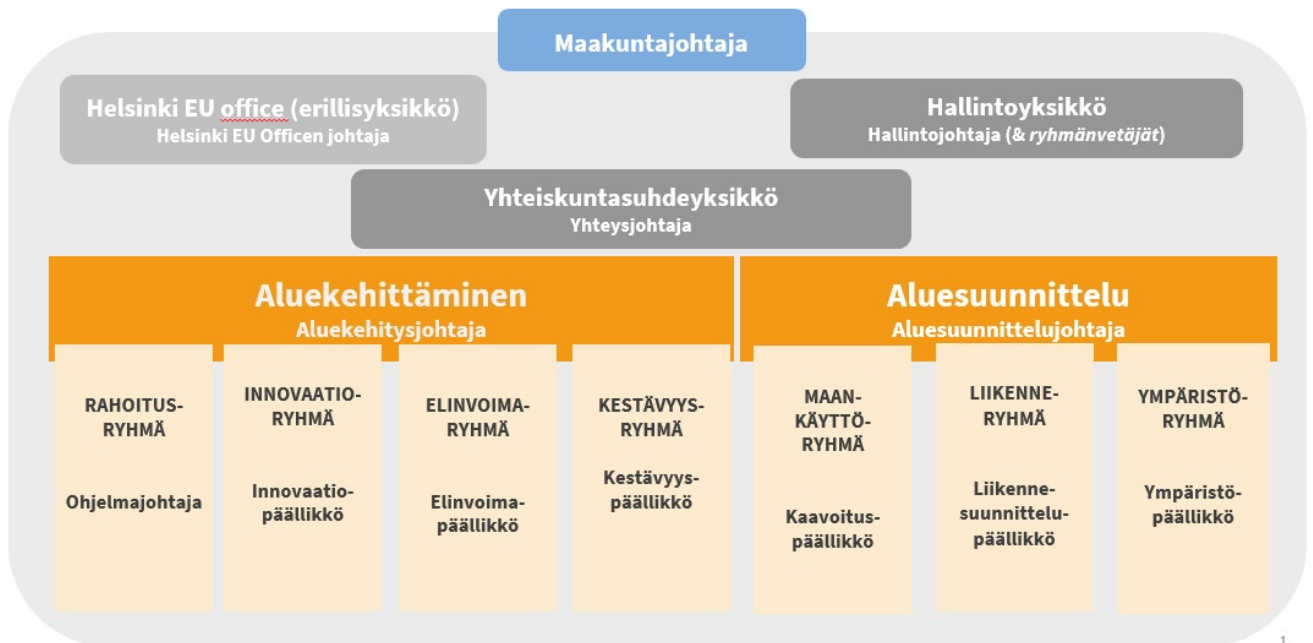 Maakuntajohtaja
Helsinki EU office (erillisyksikkö)
Helsinki EU Officen johtaja
Hallintoyksikkö
Hallintojohtaja (& ryhmänvetäjät)
Yhteiskuntasuhdeyksikkö
Yhteysjohtaja
Aluekehittäminen
Aluekehitysjohtaja
Aluesuunnittelu
Aluesuunnittelujohtaja
RAHOITUS-
RYHMÄ
Ohjelmajohtaja
INNOVAATIO-
RYHMÄ
Innovaatio-
päällikkö
ELINVOIMA-
RYHMÄ
Elinvoima-
päällikkö
KESTÄVYYS-
RYHMÄ
Kestävyys-
päällikkö
MAAN-
KÄYTTÖ-
RYHMÄ
Kaavoitus-
päällikkö
LIIKENNE-
RYHMÄ
Liikenne-
suunnittelu-
päällikkö
YMPÄRISTÖ-
RYHMÄ
Ympäristö-
päällikkö
1